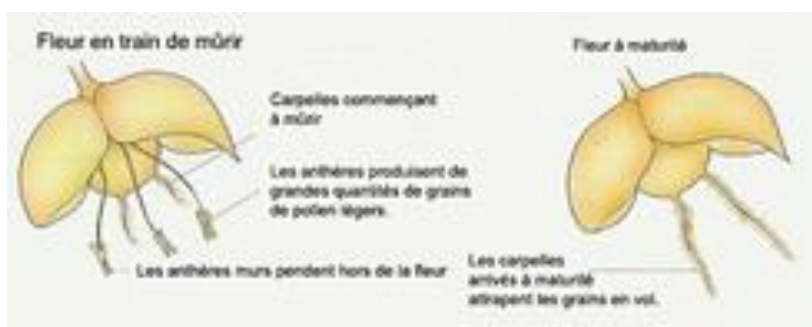 Fleur en train de mûrir
Fleur à maturité
Carpelles commençant
à mûrir
Les anthères produisent de
grandes quantités de grains
de pollen légers.
Les anthères murs pendent hors de la fleur
Les carpelles
arrivés à maturité
attrapent les grains en vol.